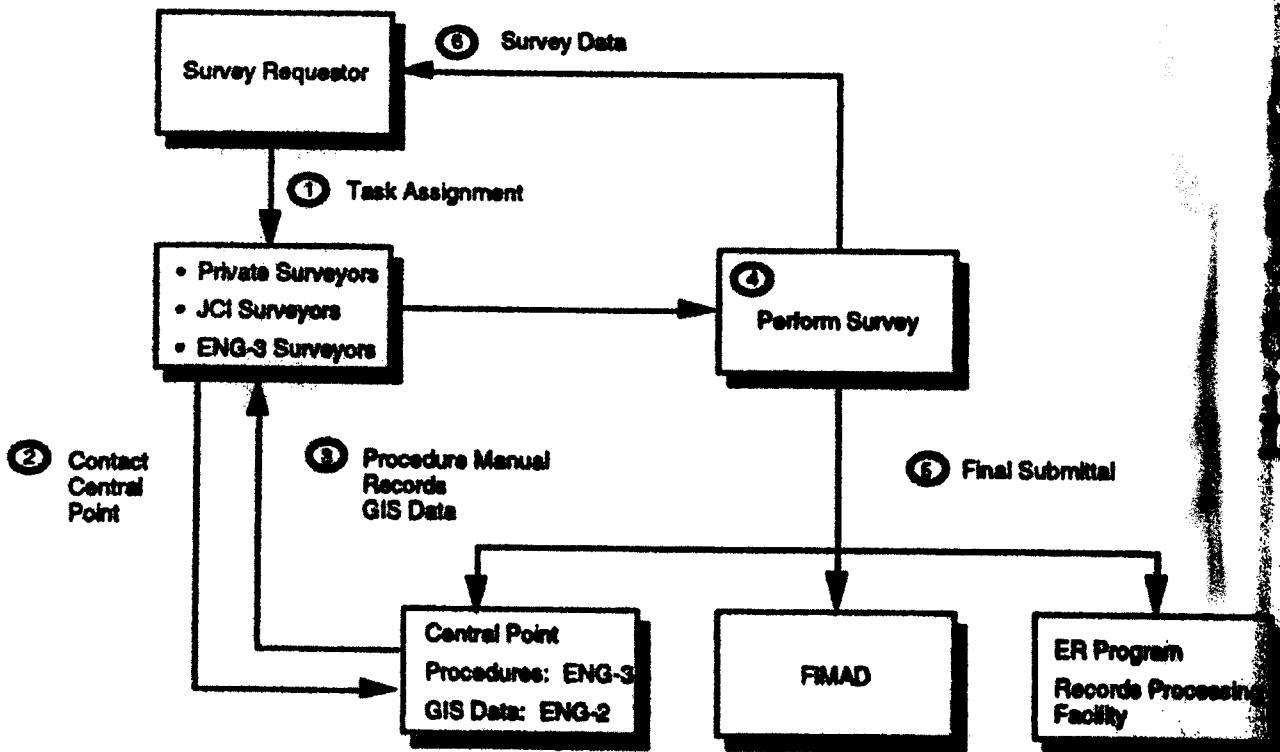 6 Survey Data
Survey Requestor
1 Task Assignment
• Private Surveyors
• JCI Surveyors
• ENG-3 Surveyors
4
Perform Survey
2 Contact
Central
Point
3 Procedure Manual
Records
GIS Data
5 Final Submittal
Central Point
Procedures: ENG-3
GIS Data: ENG-2
FIMAD
ER Program
Records Processing
Facility